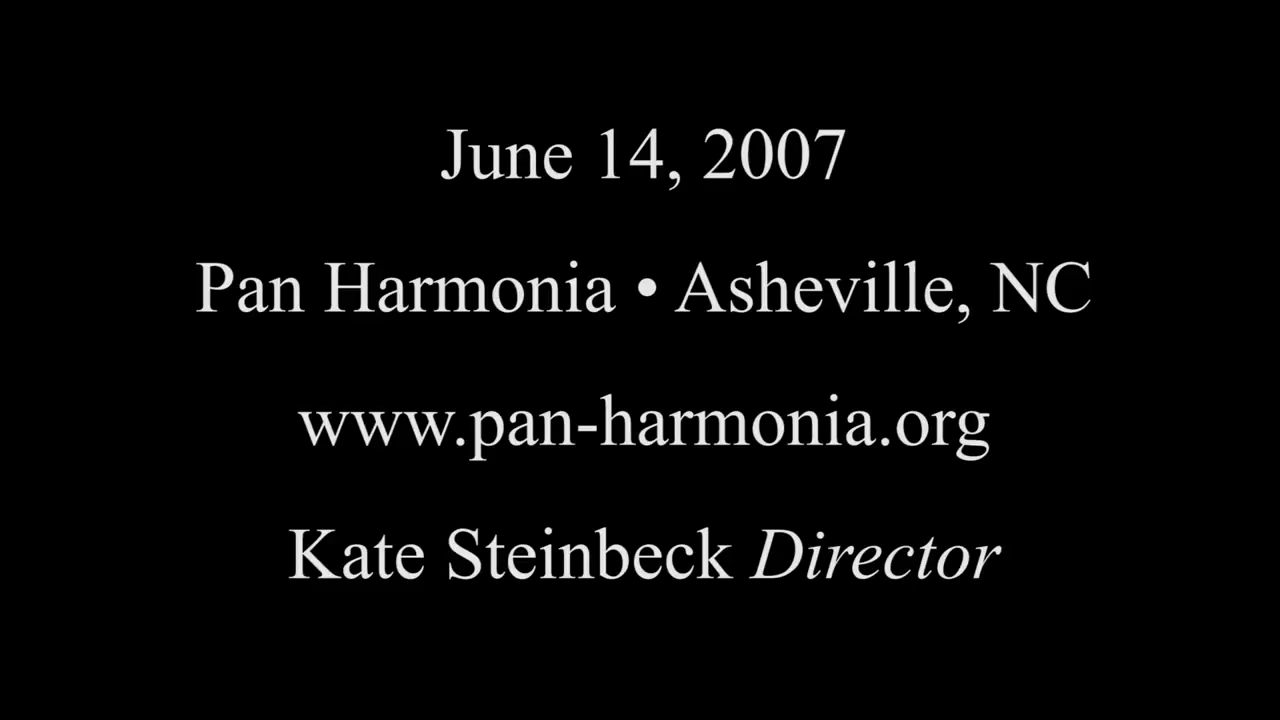 June 14, 2007
Pan Harmonia • Asheville, NC
www.pan-harmonia.org
Kate Steinbeck Director